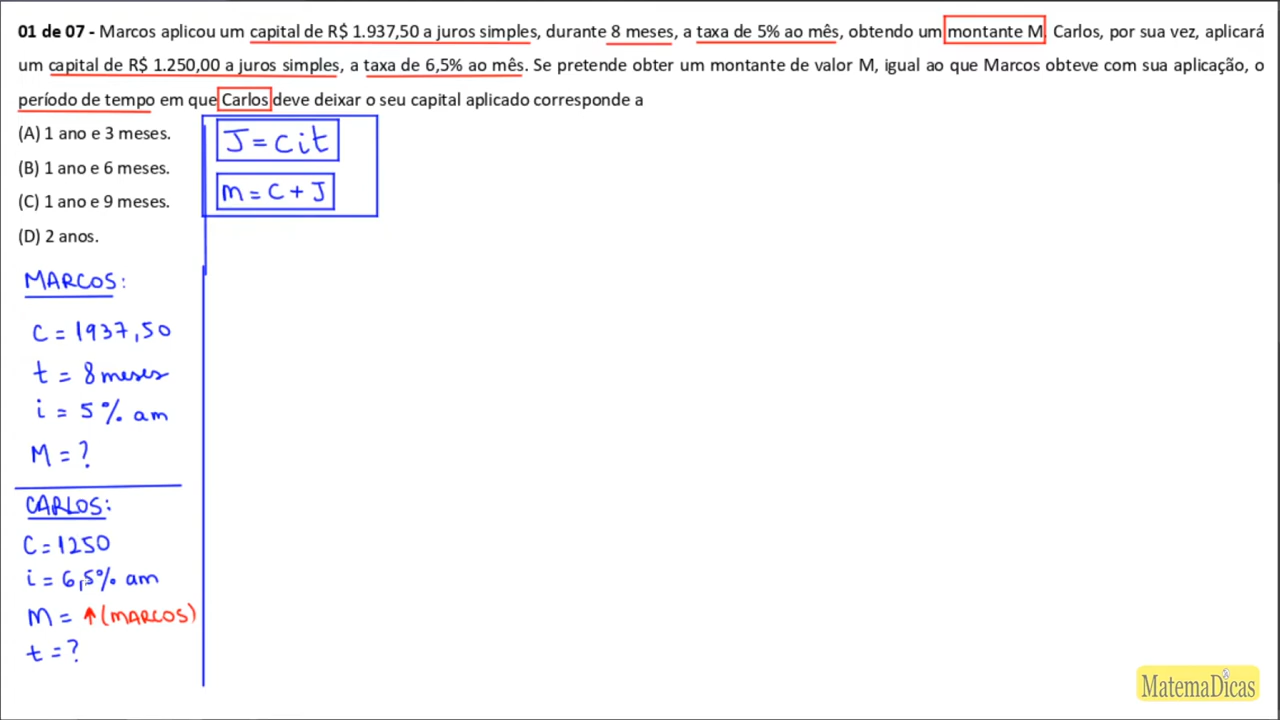 01 de 07 - Marcos aplicou um capital de R$ 1.937,50 a juros simples, durante 8 meses, a taxa de 5% ao mês, obtendo um montante M. Carlos, por sua vez, aplicará
um capital de R$ 1.250,00 a juros simples, a taxa de 6,5% ao mês. Se pretende obter um montante de valor M, igual ao que Marcos obteve com sua aplicação, o
período de tempo em que Carlos deve deixar o seu capital aplicado corresponde a
(A) 1 ano e 3 meses.
(B) 1 ano e 6 meses.
(C) 1 ano e 9 meses.
(D) 2 anos.
J = cit
m = C + J
MARCOS:
C = 1937,50
t = 8 meses
i = 5% am
M = ?
CARLOS:
C = 1250
i = 6,5% am
M = ↑ (MARCOS)
t = ?
MatemaDicas